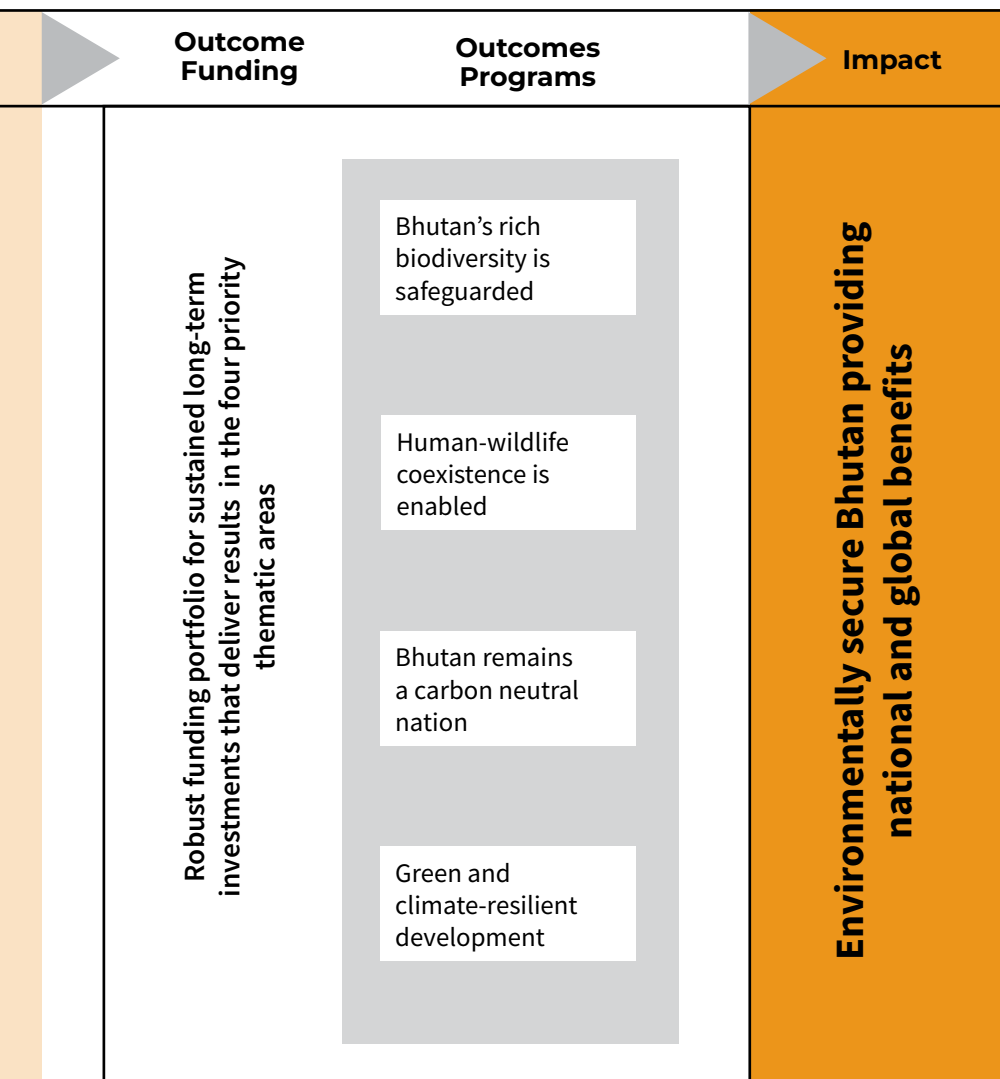 Outcome
Funding
Outcomes
Programs
Impact
Robust funding portfolio for sustained long-term
investments that deliver results in the four priority
thematic areas
Bhutan’s rich
biodiversity is
safeguarded
Human-wildlife
coexistence is
enabled
Bhutan remains
a carbon neutral
nation
Green and
climate-resilient
development
Environmentally secure Bhutan providing
national and global benefits